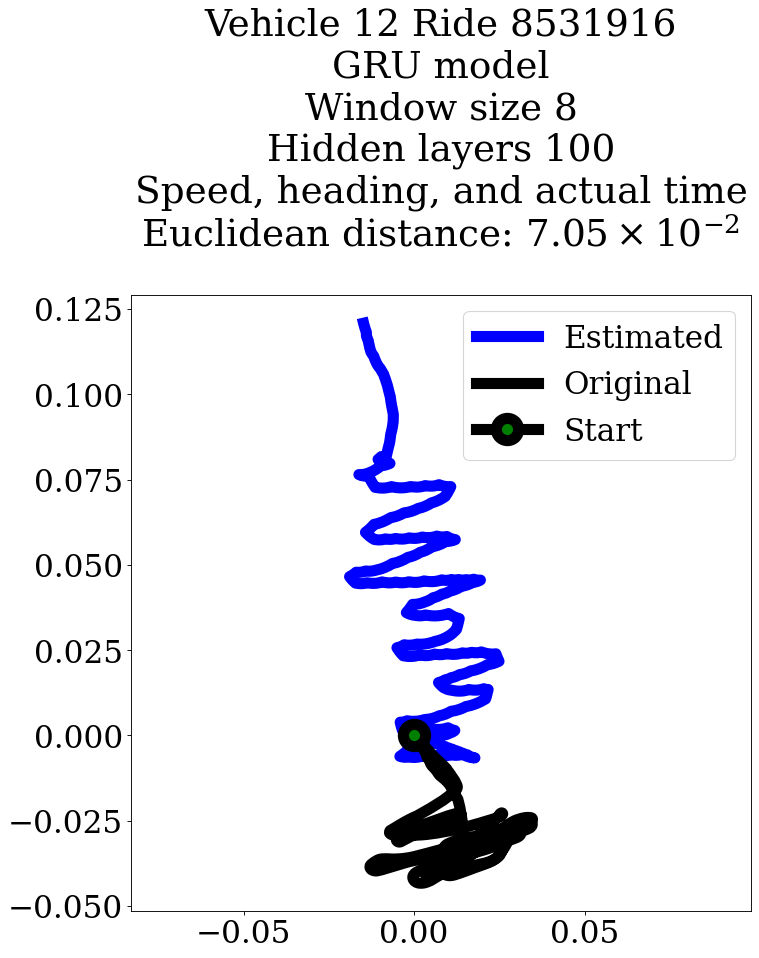 Vehicle 12 Ride 8531916
GRU model
Window size 8
Hidden layers 100
Speed, heading, and actual time
Euclidean distance: 7.05 × 10⁻²
0.125
0.100
0.075
0.050
0.025
0.000
−0.025
−0.050
Estimated
Original
Start
−0.05 0.00 0.05